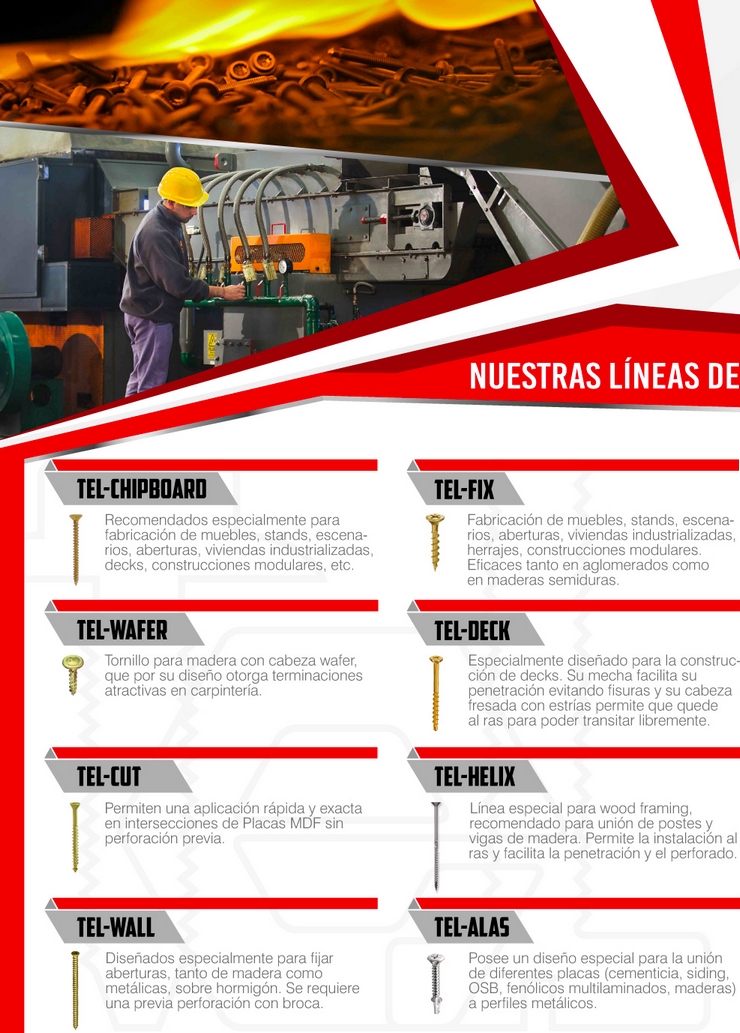 NUESTRAS LÍNEAS DE
TEL-CHIPBOARD
Recomendados especialmente para
fabricación de muebles, stands, escena-
rios, aberturas, viviendas industrializadas,
decks, construcciones modulares, etc.
TEL-WAFER
Tornillo para madera con cabeza wafer,
que por su diseño otorga terminaciones
atractivas en carpintería.
TEL-CUT
Permiten una aplicación rápida y exacta
en intersecciones de Placas MDF sin
perforación previa.
TEL-WALL
Diseñados especialmente para fijar
aberturas, tanto de madera como
metálicas, sobre hormigón. Se requiere
una previa perforación con broca.
TEL-FIX
Fabricación de muebles, stands, escena-
rios, aberturas, viviendas industrializadas,
herrajes, construcciones modulares.
Eficaces tanto en aglomerados como
en maderas semiduras.
TEL-DECK
Especialmente diseñado para la construc-
ción de decks. Su mecha facilita su
penetración evitando fisuras y su cabeza
fresada con estrías permite que quede
al ras para poder transitar libremente.
TEL-HELIX
Línea especial para wood framing,
recomendado para unión de postes y
vigas de madera. Permite la instalación al
ras y facilita la penetración y el perforado.
TEL-ALAS
Posee un diseño especial para la unión
de diferentes placas (cementicia, siding,
OSB, fenólicos multilaminados, maderas)
a perfiles metálicos.